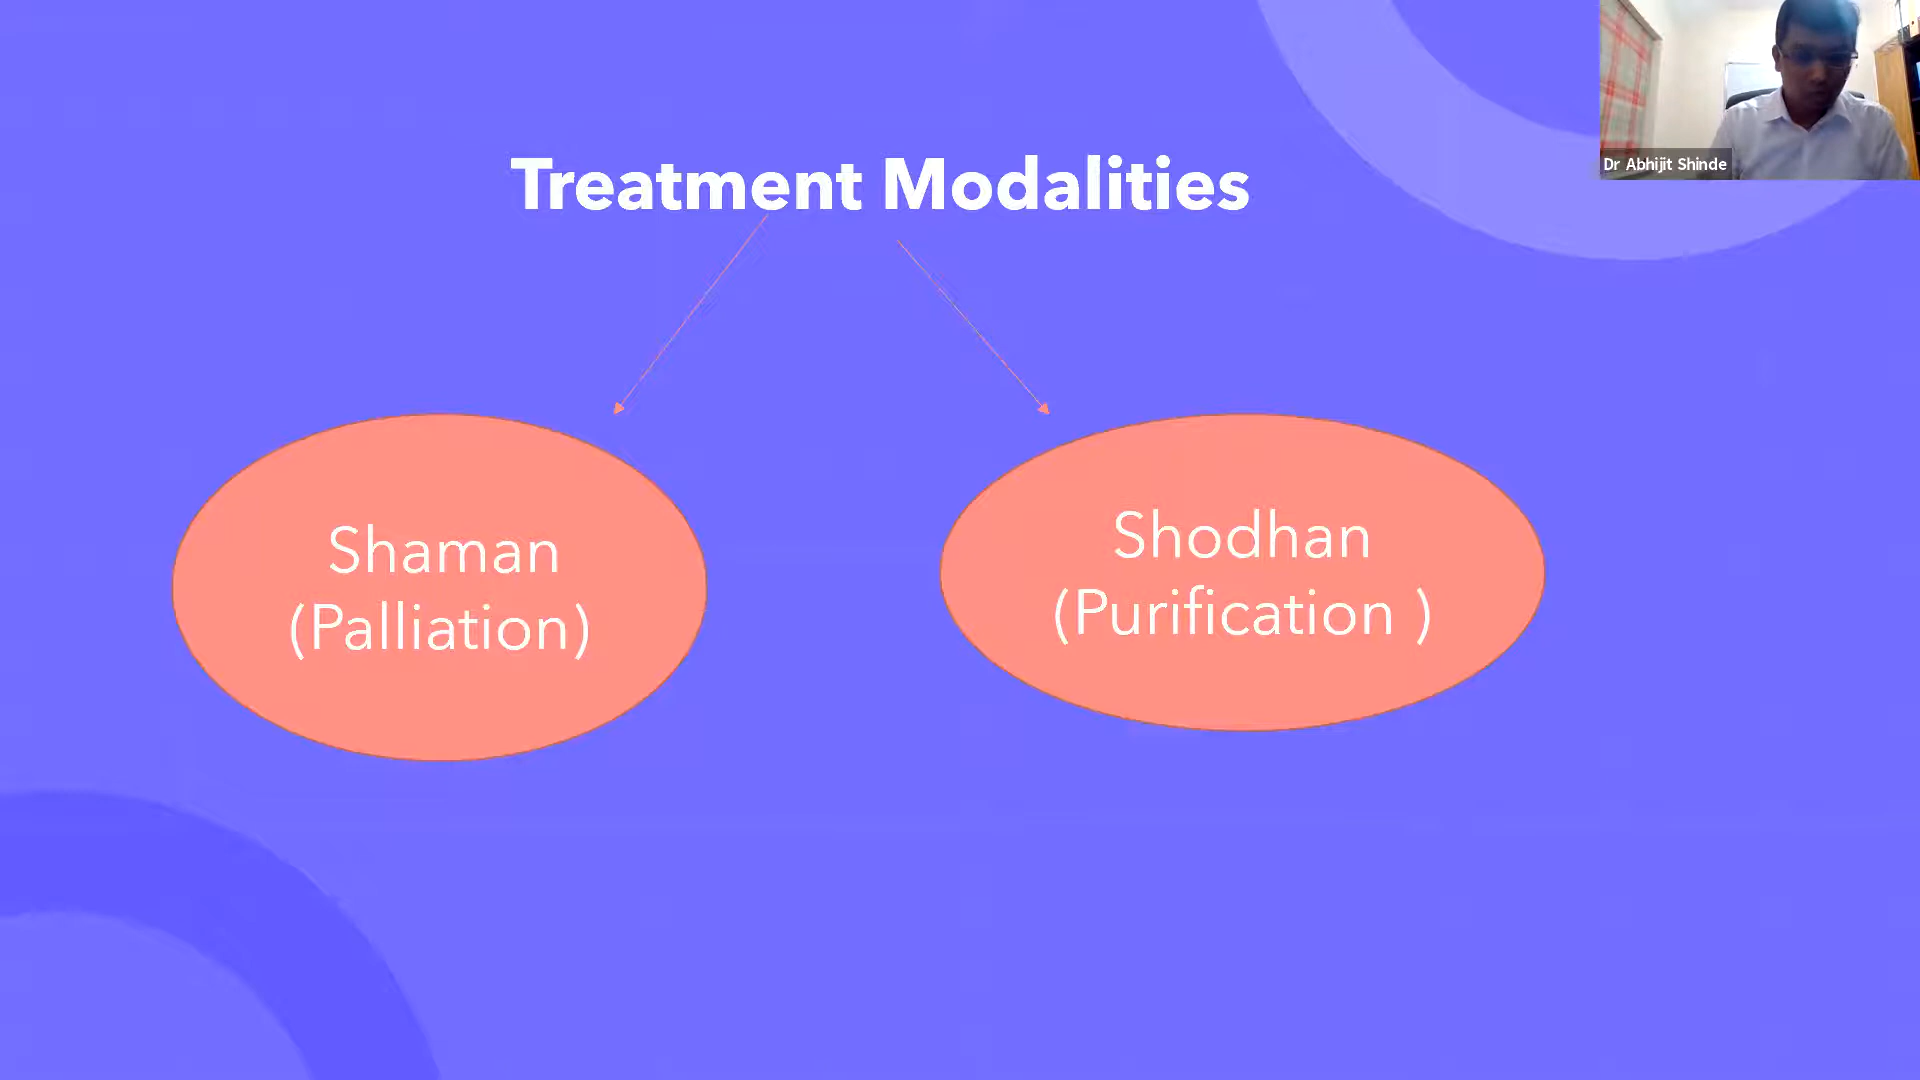 Treatment Modalities
Dr Abhijit Shinde
Shaman
(Palliation)
Shodhan
(Purification )